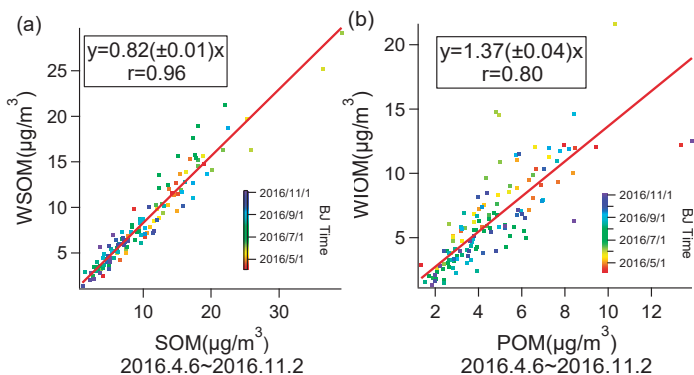 (a)
y=0.82(±0.01)x
r=0.96
WSOM(μg/m³)
25
20
15
10
5
2016/11/1
2016/9/1
2016/7/1
2016/5/1
BJ Time
10
20
30
SOM(μg/m³)
2016.4.6~2016.11.2
(b)
y=1.37(±0.04)x
r=0.80
WIOM(μg/m³)
20
15
10
5
2016/11/1
2016/9/1
2016/7/1
2016/5/1
BJ Time
2
4
6
8
10
12
POM(μg/m³)
2016.4.6~2016.11.2